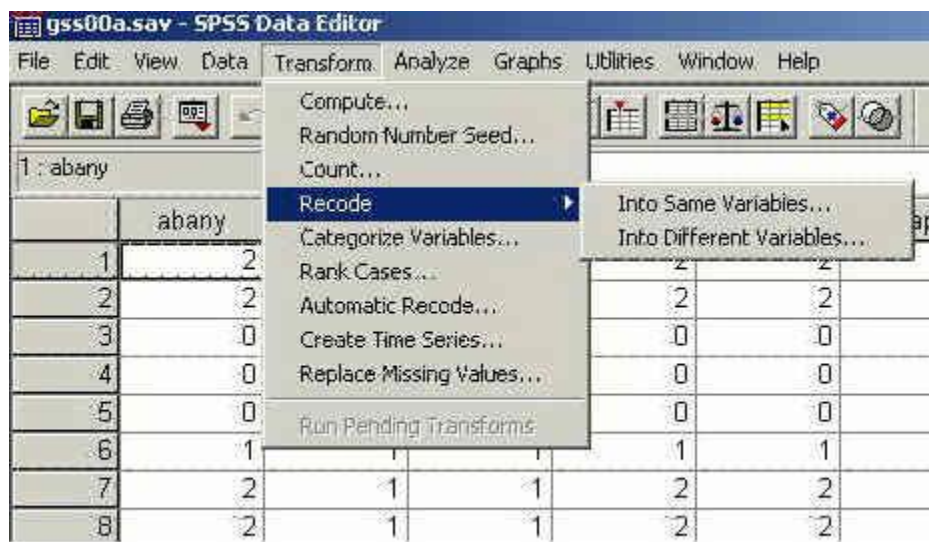 gss00a.sav - SPSS Data Editor
File Edit View Data Transform Analyze Graphs Utilities Window Help
1 : abany
Compute...
Random Number Seed...
Count...
Recode
Categorize Variables...
Rank Cases...
Automatic Recode...
Create Time Series...
Replace Missing Values...
Run Pending Transforms
Into Same Variables...
Into Different Variables...
abany
1 2 2 2
2 2 2 2
3 0 0 0
4 0 0 0
5 0 0 0
6 1 1 1 1 1
7 2 1 1 2 2
8 2 1 1 2 2